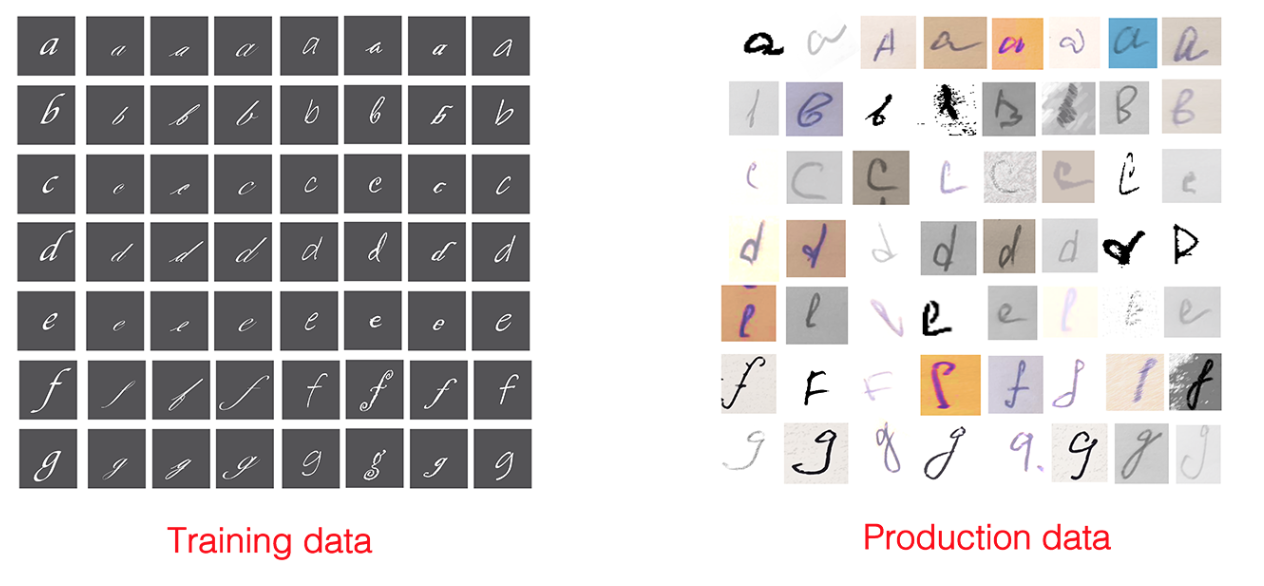 a a a a a a a a
b b b b b b b b
c c c c c c c c
d d d d d d d d
e e e e e e e e
f f f f f f f f
g g g g g g g g
Training data
a a A a a a a a
B b B B B
c C C c C c C e
d d d d d d d D
e e e e e e e
f F F f f f f
g g g g g. g g g
Production data